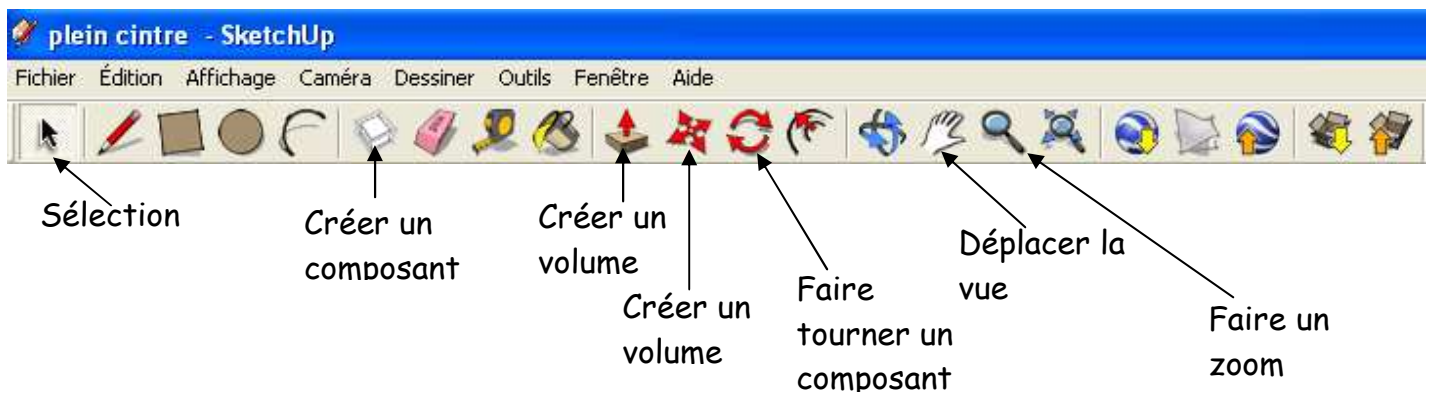 plein cintre - SketchUp
Fichier Édition Affichage Caméra Dessiner Outils Fenêtre Aide
Sélection
Créer un
composant
Créer un
volume
Créer un
volume
Faire
tourner un
composant
Déplacer la
vue
Faire un
zoom